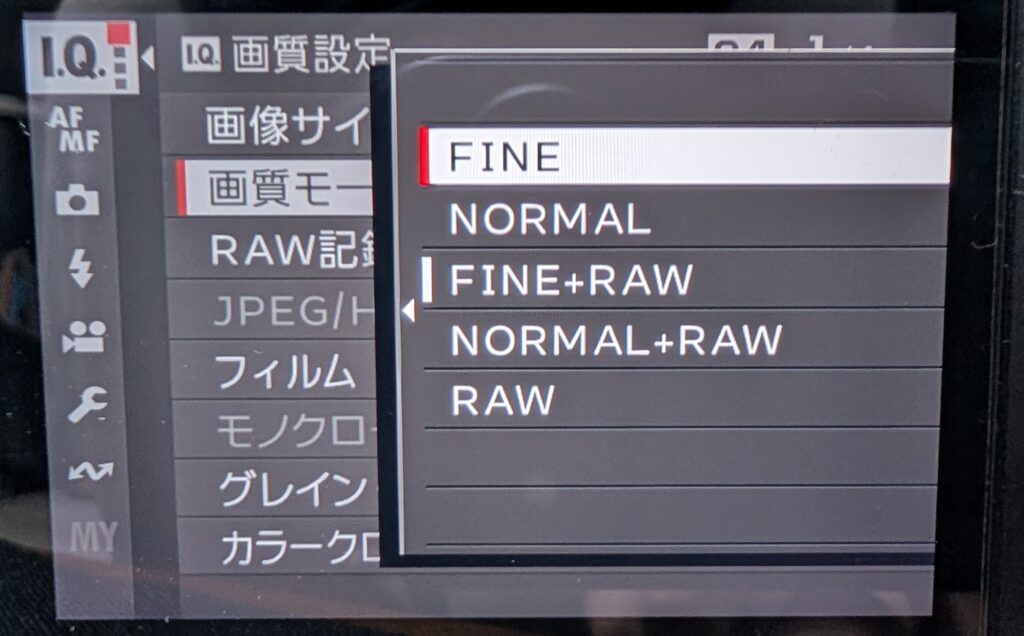 I.Q.
I.Q. 画質設定
AF
MF
MY
画像サイ
画質モー
RAW記録
JPEG/H
フィルム
モノクロ
グレイン
カラークロ
FINE
NORMAL
FINE+RAW
NORMAL+RAW
RAW